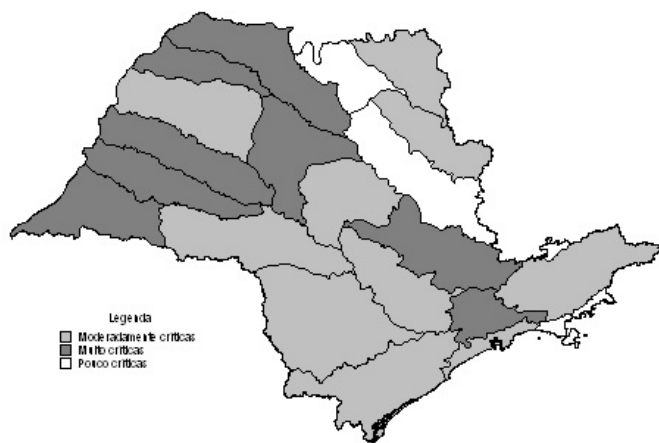 Legenda
Moderadamente críticas
Muito críticas
Pouco críticas